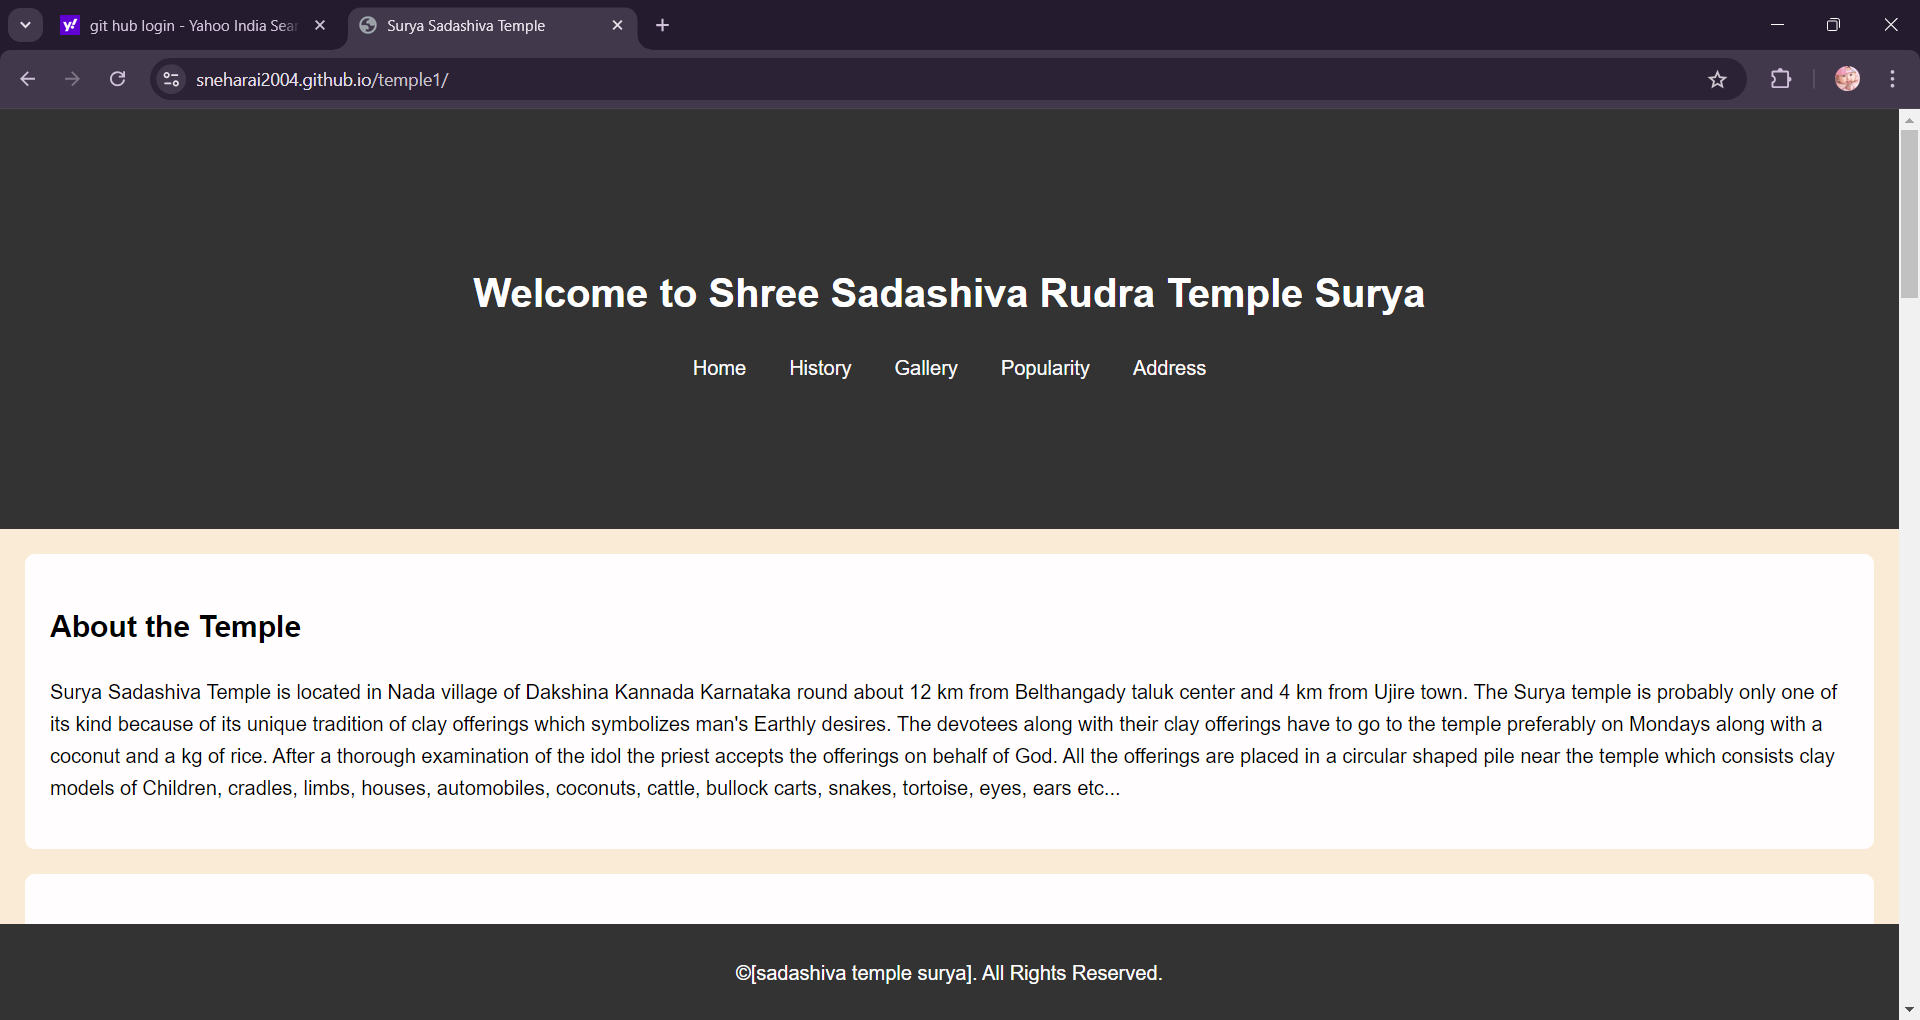 git hub login - Yahoo India Sear
Surya Sadashiva Temple
sneharai2004.github.io/temple1/
Welcome to Shree Sadashiva Rudra Temple Surya
Home History Gallery Popularity Address
About the Temple
Surya Sadashiva Temple is located in Nada village of Dakshina Kannada Karnataka round about 12 km from Belthangady taluk center and 4 km from Ujire town. The Surya temple is probably only one of
its kind because of its unique tradition of clay offerings which symbolizes man's Earthly desires. The devotees along with their clay offerings have to go to the temple preferably on Mondays along with a
coconut and a kg of rice. After a thorough examination of the idol the priest accepts the offerings on behalf of God. All the offerings are placed in a circular shaped pile near the temple which consists clay
models of Children, cradles, limbs, houses, automobiles, coconuts, cattle, bullock carts, snakes, tortoise, eyes, ears etc...
©[sadashiva temple surya]. All Rights Reserved.